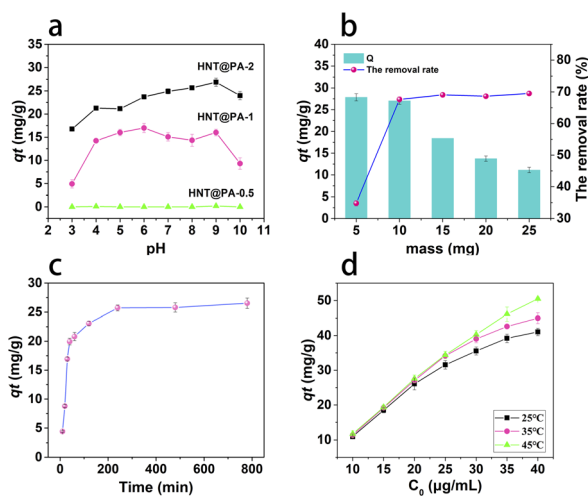 a
HNT@PA-2
HNT@PA-1
HNT@PA-0.5
qt (mg/g)
35
30
25
20
15
10
5
0
2 3 4 5 6 7 8 9 10 11
pH
b
Q
The removal rate
qt (mg/g)
40
35
30
25
20
15
10
5
0
The removal rate (%)
80
70
60
50
40
30
5 10 15 20 25
mass (mg)
c
qt (mg/g)
30
25
20
15
10
5
0
0 200 400 600 800
Time (min)
d
qt (mg/g)
50
40
30
20
10
25℃
35℃
45℃
10 15 20 25 30 35 40
C₀ (μg/mL)